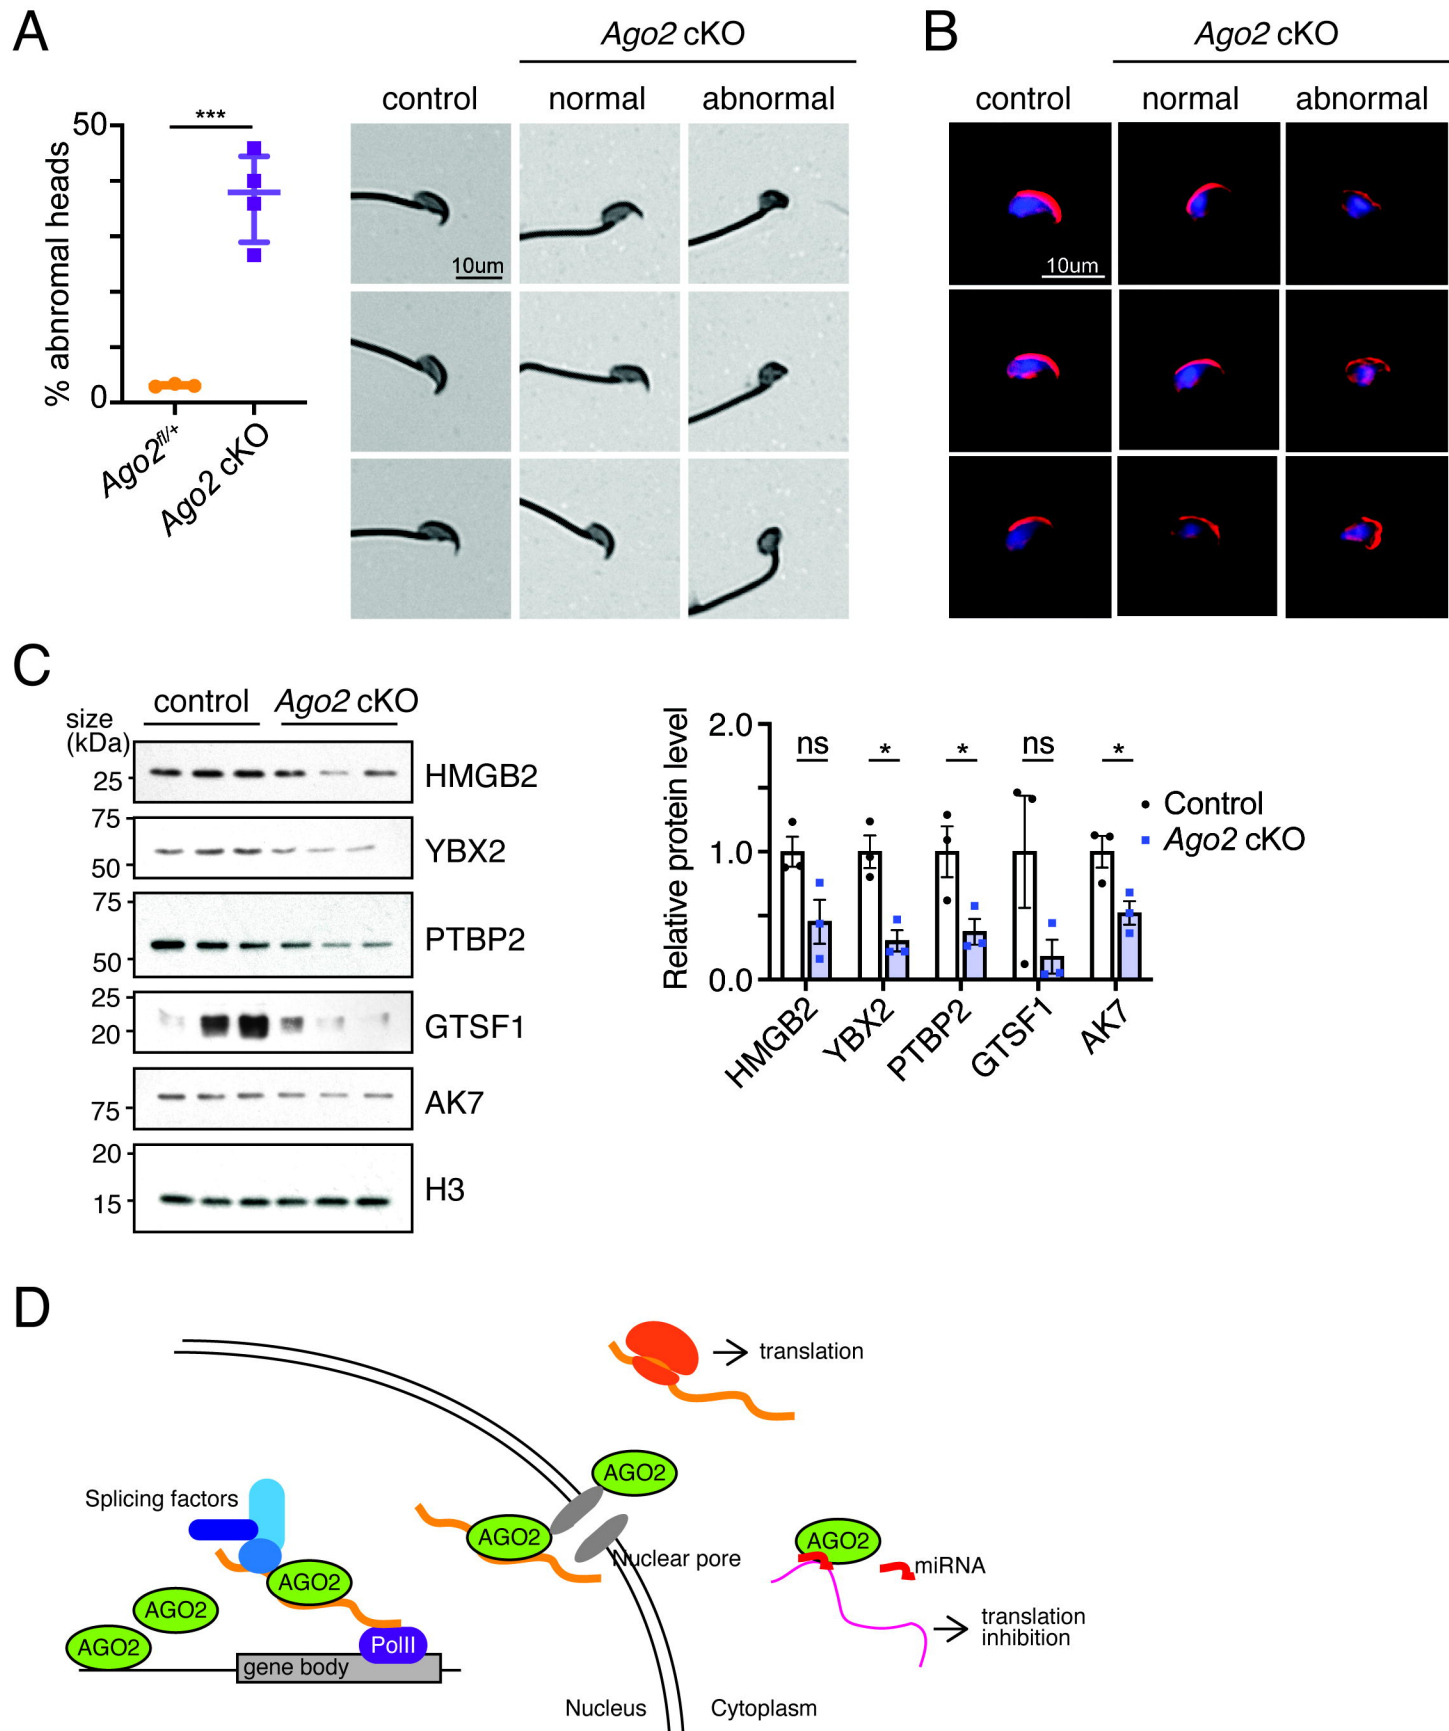 A
Ago2 cKO
control
normal
abnormal
50
0
% abnromal heads
***
Ago2fl/+
Ago2 cKO
10um
B
Ago2 cKO
control
normal
abnormal
10um
C
control
Ago2 cKO
size
(kDa)
25
HMGB2
75
50
YBX2
75
50
PTBP2
25
20
GTSF1
75
AK7
20
15
H3
Relative protein level
2.0
1.0
0.0
ns
*
*
ns
*
HMGB2
YBX2
PTBP2
GTSF1
AK7
Control
Ago2 cKO
D
translation
AGO2
Splicing factors
AGO2
Nuclear pore
AGO2
miRNA
AGO2
AGO2
AGO2
PolII
gene body
translation
inhibition
Nucleus
Cytoplasm